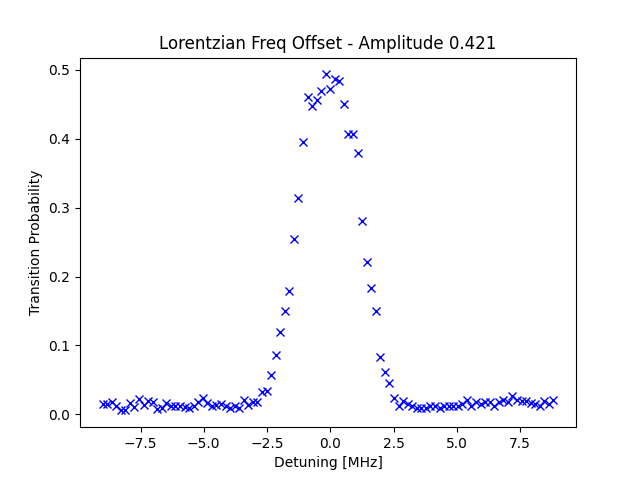 Lorentzian Freq Offset - Amplitude 0.421
Transition Probability
0.5
0.4
0.3
0.2
0.1
0.0
−7.5 −5.0 −2.5 0.0 2.5 5.0 7.5
Detuning [MHz]